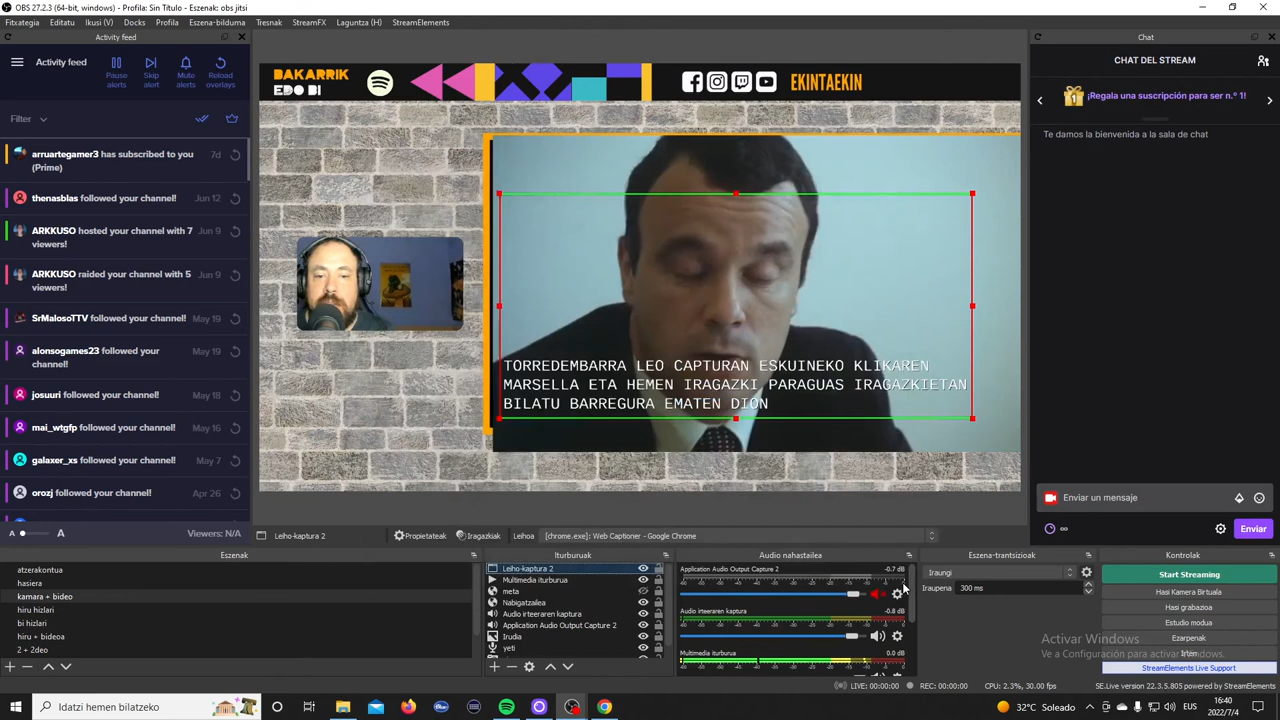 OBS 27.2.3 (64-bit, windows) - Profila: Sin Título - Eszenak: obs jitsi
Fitxategia Editatu Ikusi (V) Docks Profila Eszena-bilduma Tresnak StreamFX Laguntza (H) StreamElements
Activity feed
Activity feed
Pause alerts
Skip alerts
Mute alerts
Reload overlays
Filter
arruartegamer3 has subscribed to you (Prime) 7d
thenasblas followed your channel! Jun 12
ARKKUSO hosted your channel with 7 viewers! Jun 9
ARKKUSO raided your channel with 5 viewers! Jun 9
SrMalosoTTV followed your channel! May 19
alonsogames23 followed your channel! May 19
josuuri followed your channel! May 18
mai_wtgfp followed your channel! May 16
galaxer_xs followed your channel! May 7
orozj followed your channel! Apr 26
A A Viewers: N/A
BAKARRIK
EDO BI
EKINTAEKIN
TORREDEMBARRA LEO CAPTURAN ESKUINEKO KLIKAREN
MARSELLA ETA HEMEN IRAGAZKI PARAGUAS IRAGAZKIETAN
BILATU BARREGURA EMATEN DION
Chat
CHAT DEL STREAM
¡Regala una suscripción para ser n.º 1!
Te damos la bienvenida a la sala de chat
Enviar un mensaje
Enviar
Leiho-kaptura 2 Propietateak Iragazkiak Leihoa [chrome.exe]: Web Captioner - Google Chrome
Eszenak
atzerakontua
hasiera
kamara + bideo
hiru hizlari
bi hizlari
hiru + bideoa
2 + 2deo
Iturburuak
Leiho-kaptura 2
Multimedia iturburua
meta
Nabigatzailea
Audio irteeraren kaptura
Application Audio Output Capture 2
Irudia
yeti
Audio nahastailea
Application Audio Output Capture 2 -0.7 dB
Audio irteeraren kaptura -0.8 dB
Multimedia iturburua 0.0 dB
Eszena-trantsizioak
Iraungi
Iraupena 300 ms
Kontrolak
Start Streaming
Hasi Kamera Birtuala
Hasi grabazioa
Estudio modua
Ezarpenak
Irten
StreamElements Live Support
Activar Windows
Ve a Configuración para activar Windows.
LIVE: 00:00:00 REC: 00:00:00 CPU: 2.3%, 30.00 fps SE.Live version 22.3.5.805 powered by StreamElements
Idatzi hemen bilatzeko
32°C Soleado
16:40
2022/7/4